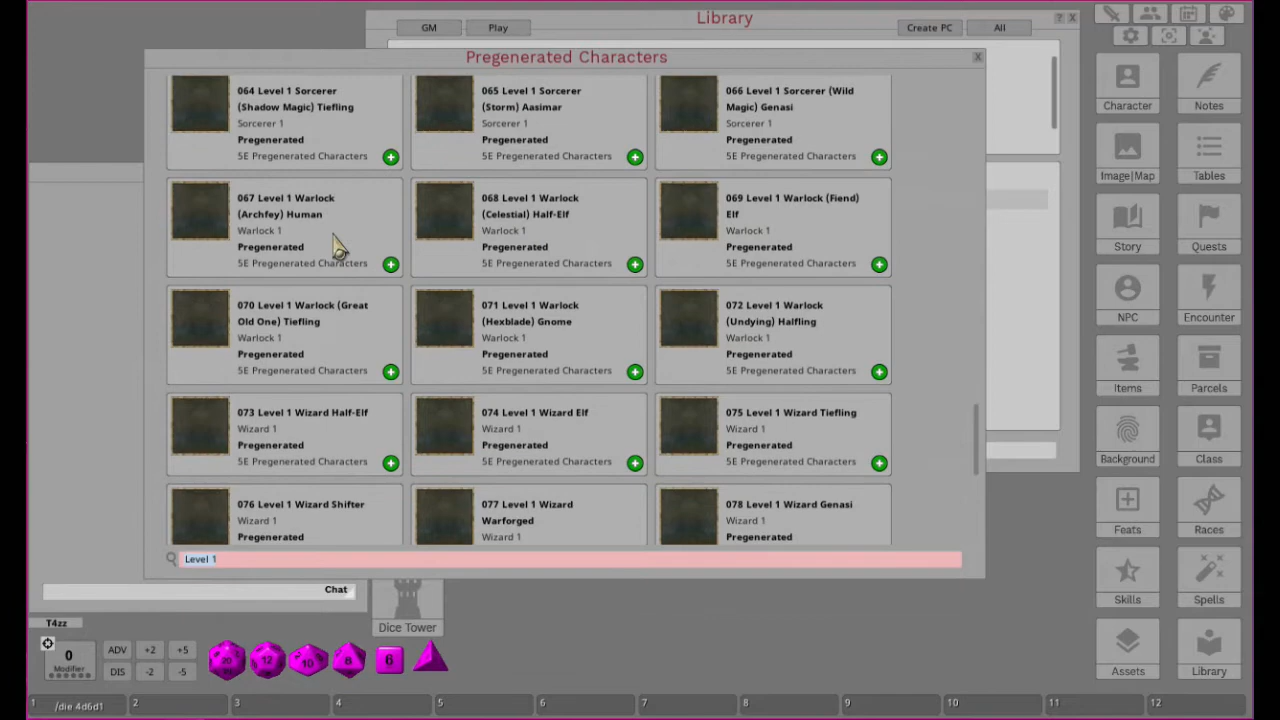 Library
? X
GM Play Create PC All
Pregenerated Characters
X
064 Level 1 Sorcerer
(Shadow Magic) Tiefling
Sorcerer 1
Pregenerated
5E Pregenerated Characters
065 Level 1 Sorcerer
(Storm) Aasimar
Sorcerer 1
Pregenerated
5E Pregenerated Characters
066 Level 1 Sorcerer (Wild
Magic) Genasi
Sorcerer 1
Pregenerated
5E Pregenerated Characters
067 Level 1 Warlock
(Archfey) Human
Warlock 1
Pregenerated
5E Pregenerated Characters
068 Level 1 Warlock
(Celestial) Half-Elf
Warlock 1
Pregenerated
5E Pregenerated Characters
069 Level 1 Warlock (Fiend)
Elf
Warlock 1
Pregenerated
5E Pregenerated Characters
070 Level 1 Warlock (Great
Old One) Tiefling
Warlock 1
Pregenerated
5E Pregenerated Characters
071 Level 1 Warlock
(Hexblade) Gnome
Warlock 1
Pregenerated
5E Pregenerated Characters
072 Level 1 Warlock
(Undying) Halfling
Warlock 1
Pregenerated
5E Pregenerated Characters
073 Level 1 Wizard Half-Elf
Wizard 1
Pregenerated
5E Pregenerated Characters
074 Level 1 Wizard Elf
Wizard 1
Pregenerated
5E Pregenerated Characters
075 Level 1 Wizard Tiefling
Wizard 1
Pregenerated
5E Pregenerated Characters
076 Level 1 Wizard Shifter
Wizard 1
Pregenerated
077 Level 1 Wizard
Warforged
Wizard 1
078 Level 1 Wizard Genasi
Wizard 1
Pregenerated
Level 1
Character Notes
Image|Map Tables
Story Quests
NPC Encounter
Items Parcels
Background Class
Feats Races
Skills Spells
Assets Library
Chat
Dice Tower
T4zz
0
Modifier
ADV +2 +5
DIS -2 -5
20 12 10 8 6
1 /die 4d6d1 2 3 4 5 6 7 8 9 10 11 12